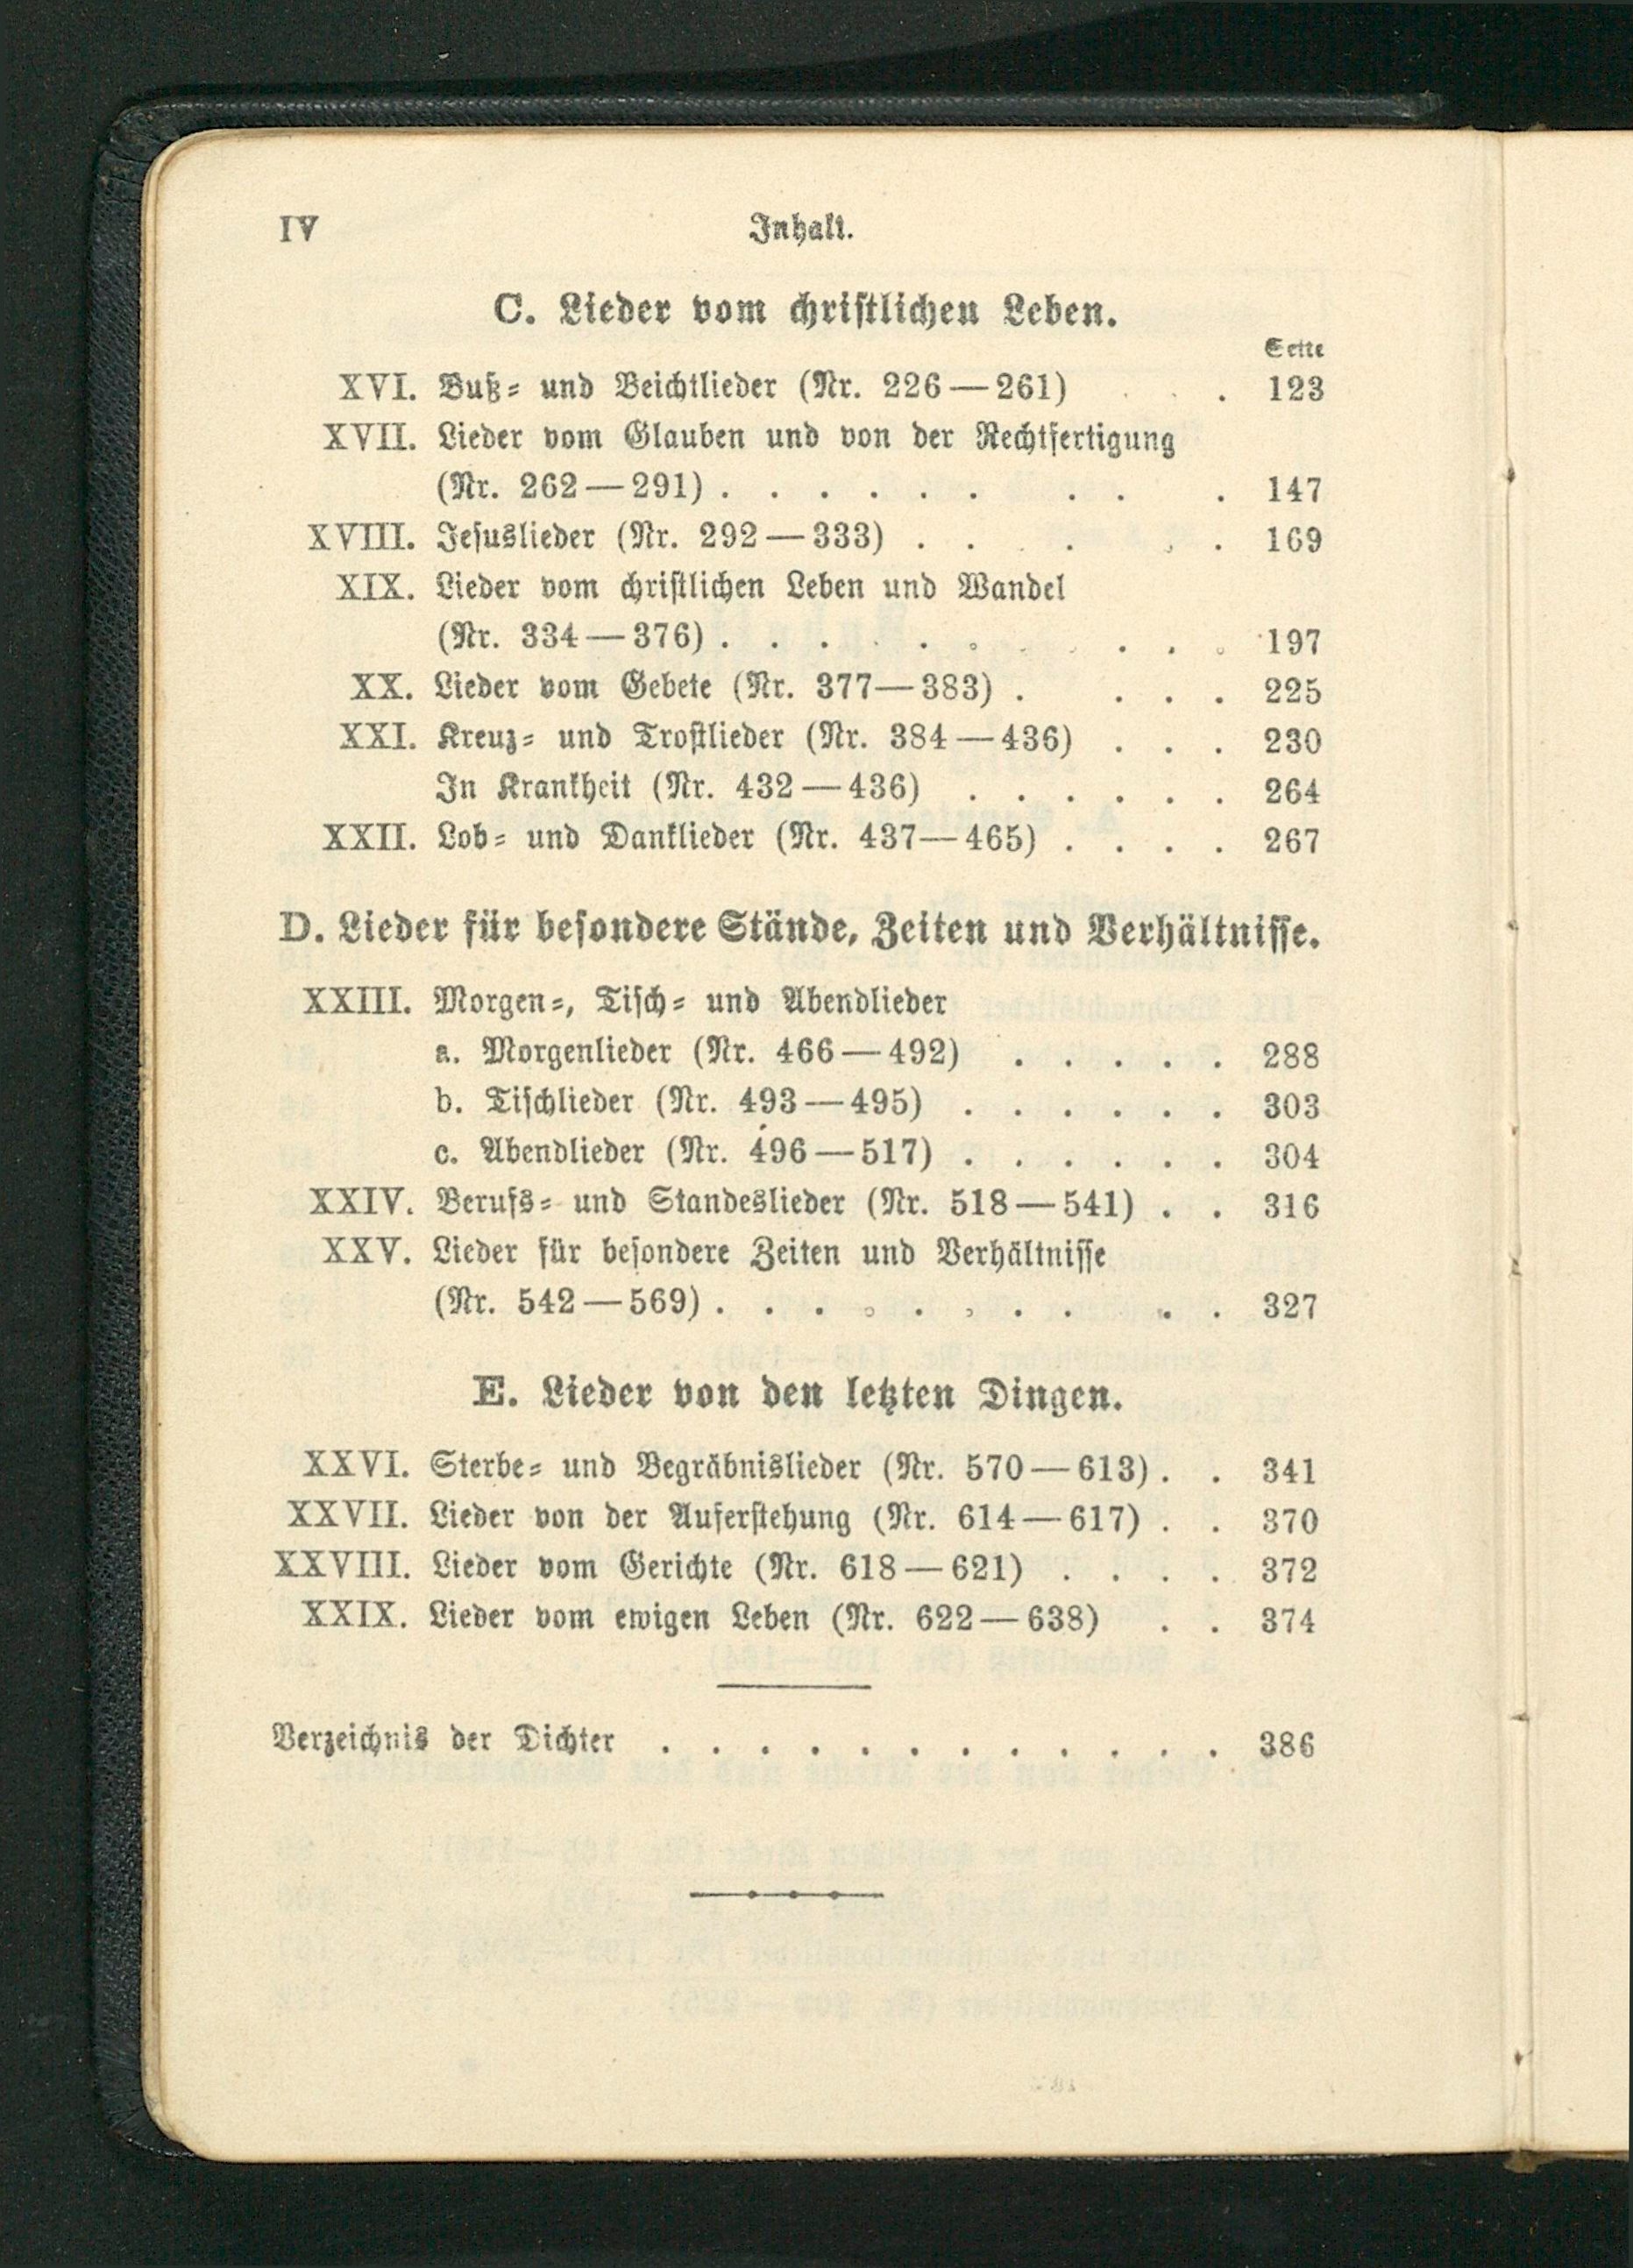 IV Inhalt.
C. Lieder vom christlichen Leben.
Seite
XVI. Buß- und Beichtlieder (Nr. 226—261) . . . 123
XVII. Lieder vom Glauben und von der Rechtfertigung
(Nr. 262—291) . . . . . . . . . 147
XVIII. Jesuslieder (Nr. 292—333) . . . . . . 169
XIX. Lieder vom christlichen Leben und Wandel
(Nr. 334—376) . . . . . . . . . . . 197
XX. Lieder vom Gebete (Nr. 377—383) . . . . 225
XXI. Kreuz- und Trostlieder (Nr. 384—436) . . . 230
In Krankheit (Nr. 432—436) . . . . . . 264
XXII. Lob- und Danklieder (Nr. 437—465) . . . . 267
D. Lieder für besondere Stände, Zeiten und Verhältnisse.
XXIII. Morgen-, Tisch- und Abendlieder
a. Morgenlieder (Nr. 466—492) . . . . . 288
b. Tischlieder (Nr. 493—495) . . . . . . 303
c. Abendlieder (Nr. 496—517) . . . . . . 304
XXIV. Berufs- und Standeslieder (Nr. 518—541) . . 316
XXV. Lieder für besondere Zeiten und Verhältnisse
(Nr. 542—569) . . . . . . . . . . 327
E. Lieder von den letzten Dingen.
XXVI. Sterbe- und Begräbnislieder (Nr. 570—613) . . 341
XXVII. Lieder von der Auferstehung (Nr. 614—617) . . 370
XXVIII. Lieder vom Gerichte (Nr. 618—621) . . . . 372
XXIX. Lieder vom ewigen Leben (Nr. 622—638) . . 374
Verzeichnis der Dichter . . . . . . . . . . . . 386